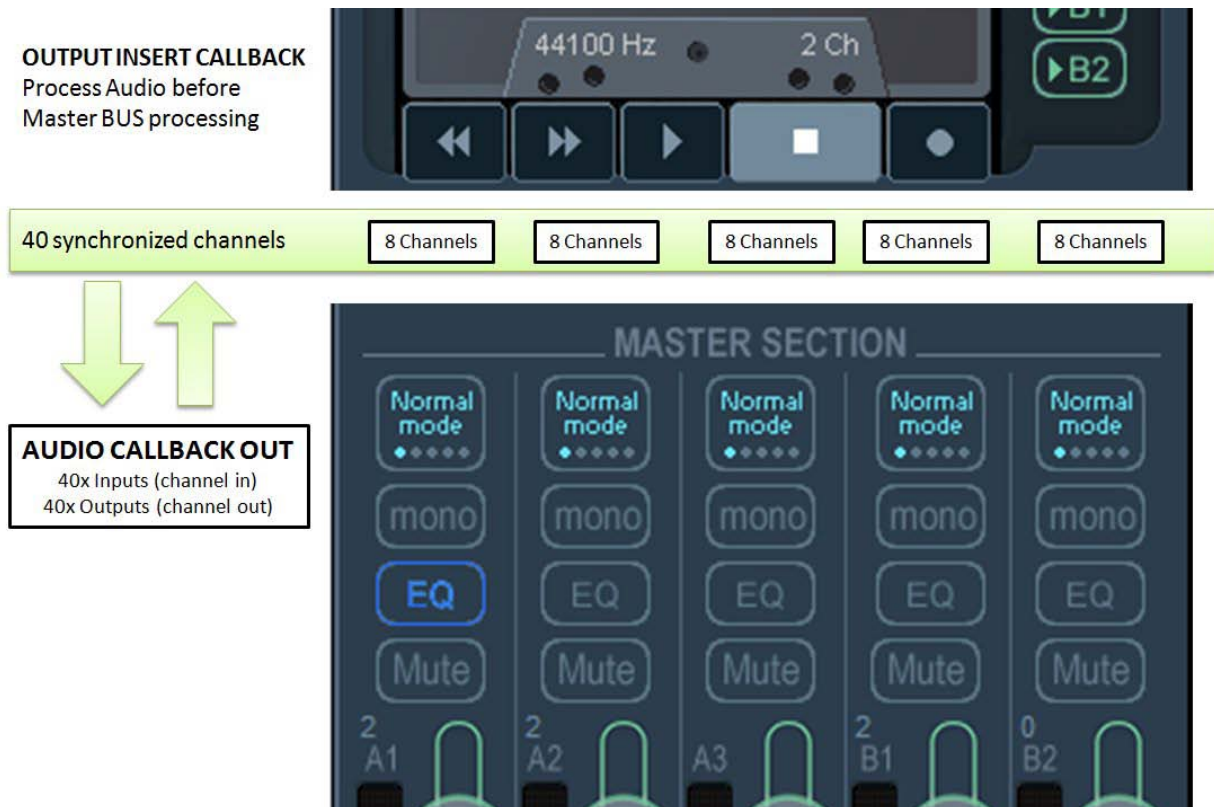 OUTPUT INSERT CALLBACK
Process Audio before
Master BUS processing
44100 Hz
2 Ch
B1
B2
40 synchronized channels
8 Channels
8 Channels
8 Channels
8 Channels
8 Channels
AUDIO CALLBACK OUT
40x Inputs (channel in)
40x Outputs (channel out)
MASTER SECTION
Normal
mode
Normal
mode
Normal
mode
Normal
mode
Normal
mode
mono
mono
mono
mono
mono
EQ
EQ
EQ
EQ
EQ
Mute
Mute
Mute
Mute
Mute
2
A1
2
A2
A3
2
B1
0
B2